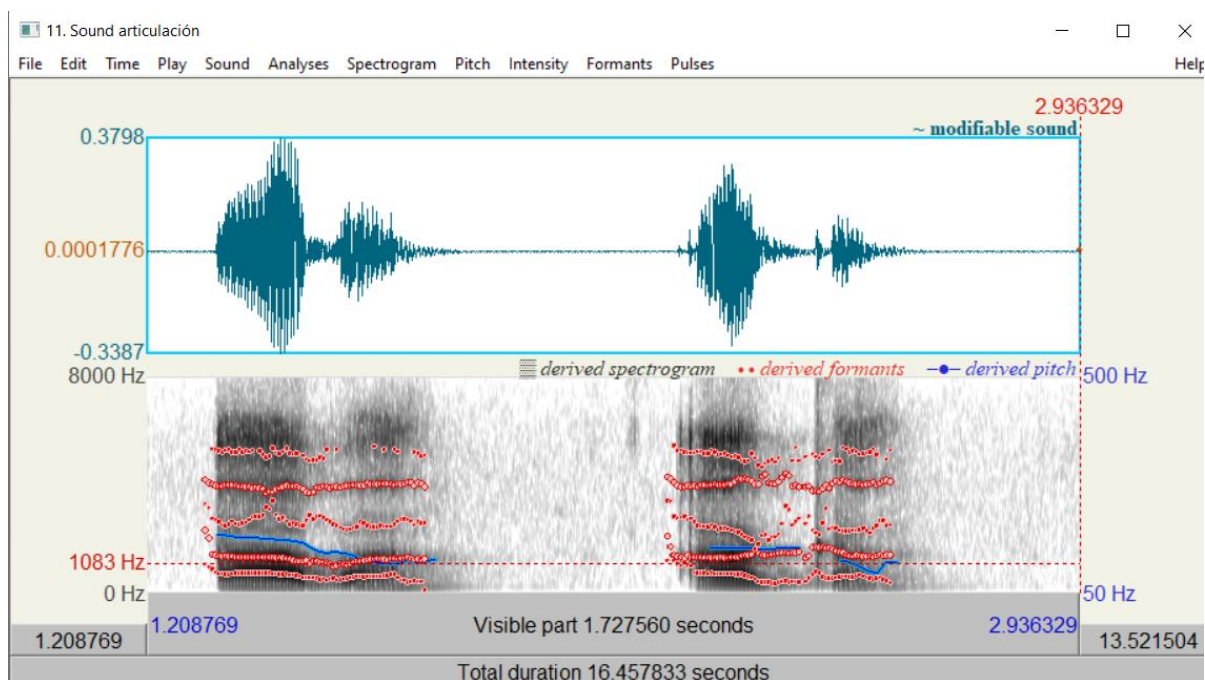 11. Sound articulación
File Edit Time Play Sound Analyses Spectrogram Pitch Intensity Formants Pulses Help
2.936329
0.3798
~ modifiable sound
0.0001776
-0.3387
derived spectrogram derived formants derived pitch
8000 Hz
500 Hz
1083 Hz
0 Hz
50 Hz
1.208769 Visible part 1.727560 seconds 2.936329
1.208769
13.521504
Total duration 16.457833 seconds